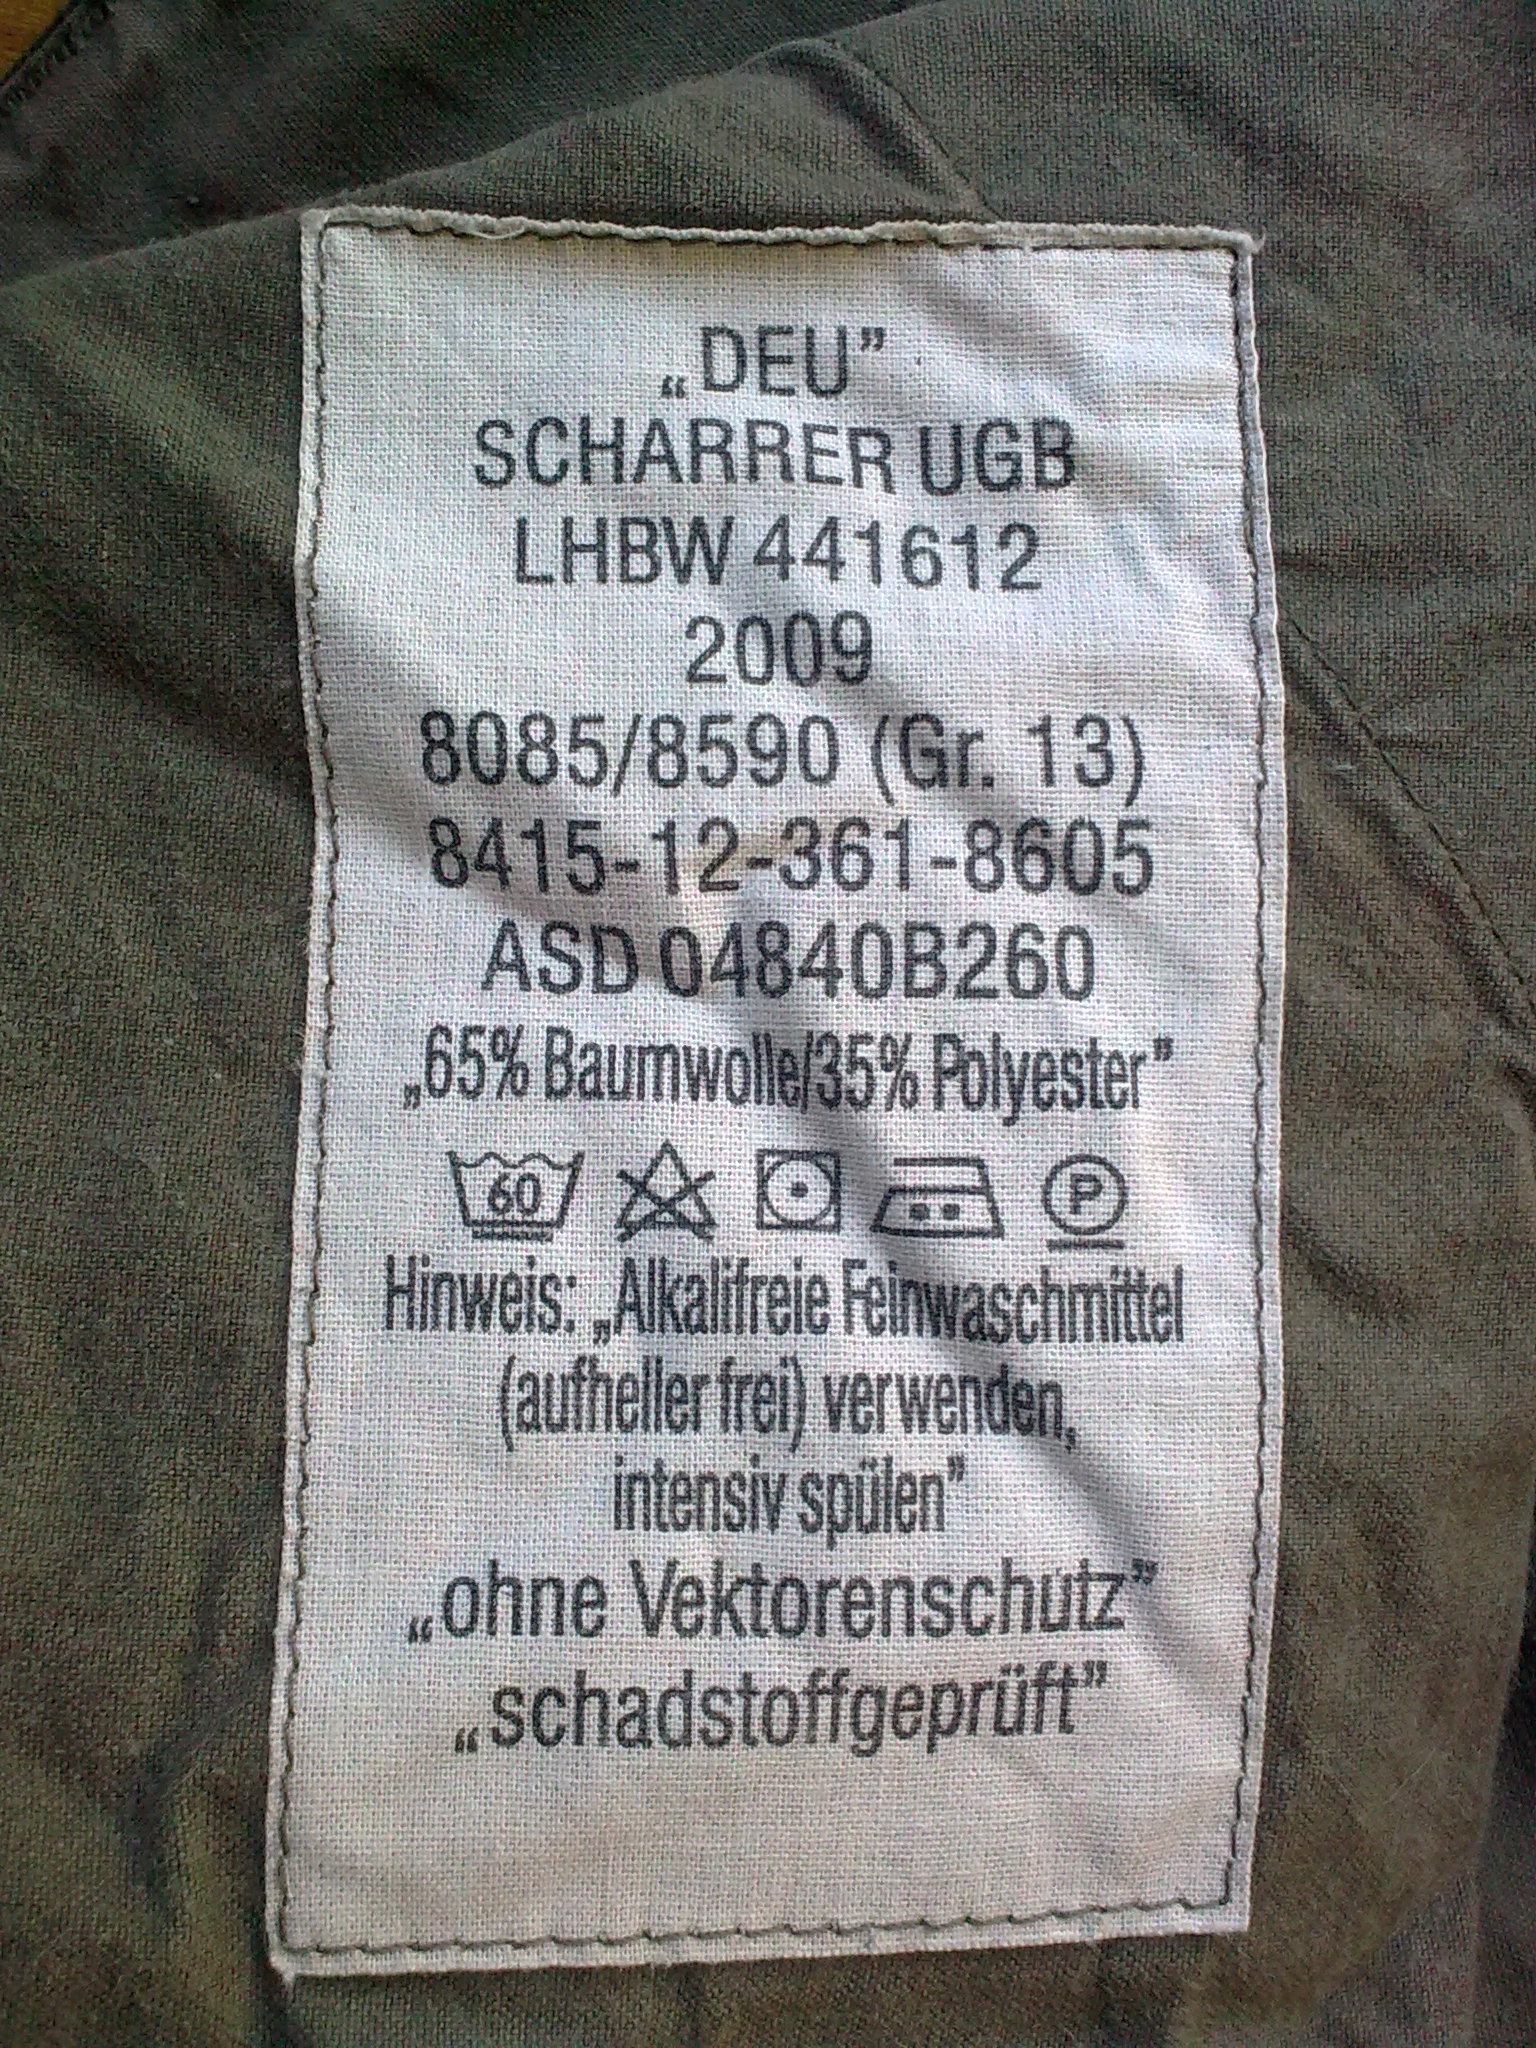 „DEU”
SCHARRER UGB
LHBW 441612
2009
8085/8590 (Gr. 13)
8415-12-361-8605
ASD 04840B260
„65% Baumwolle/35% Polyester”
60 P
Hinweis: „Alkalifreie Feinwaschmittel
(aufheller frei) verwenden,
intensiv spülen”
„ohne Vektorenschutz”
„schadstoffgeprüft”